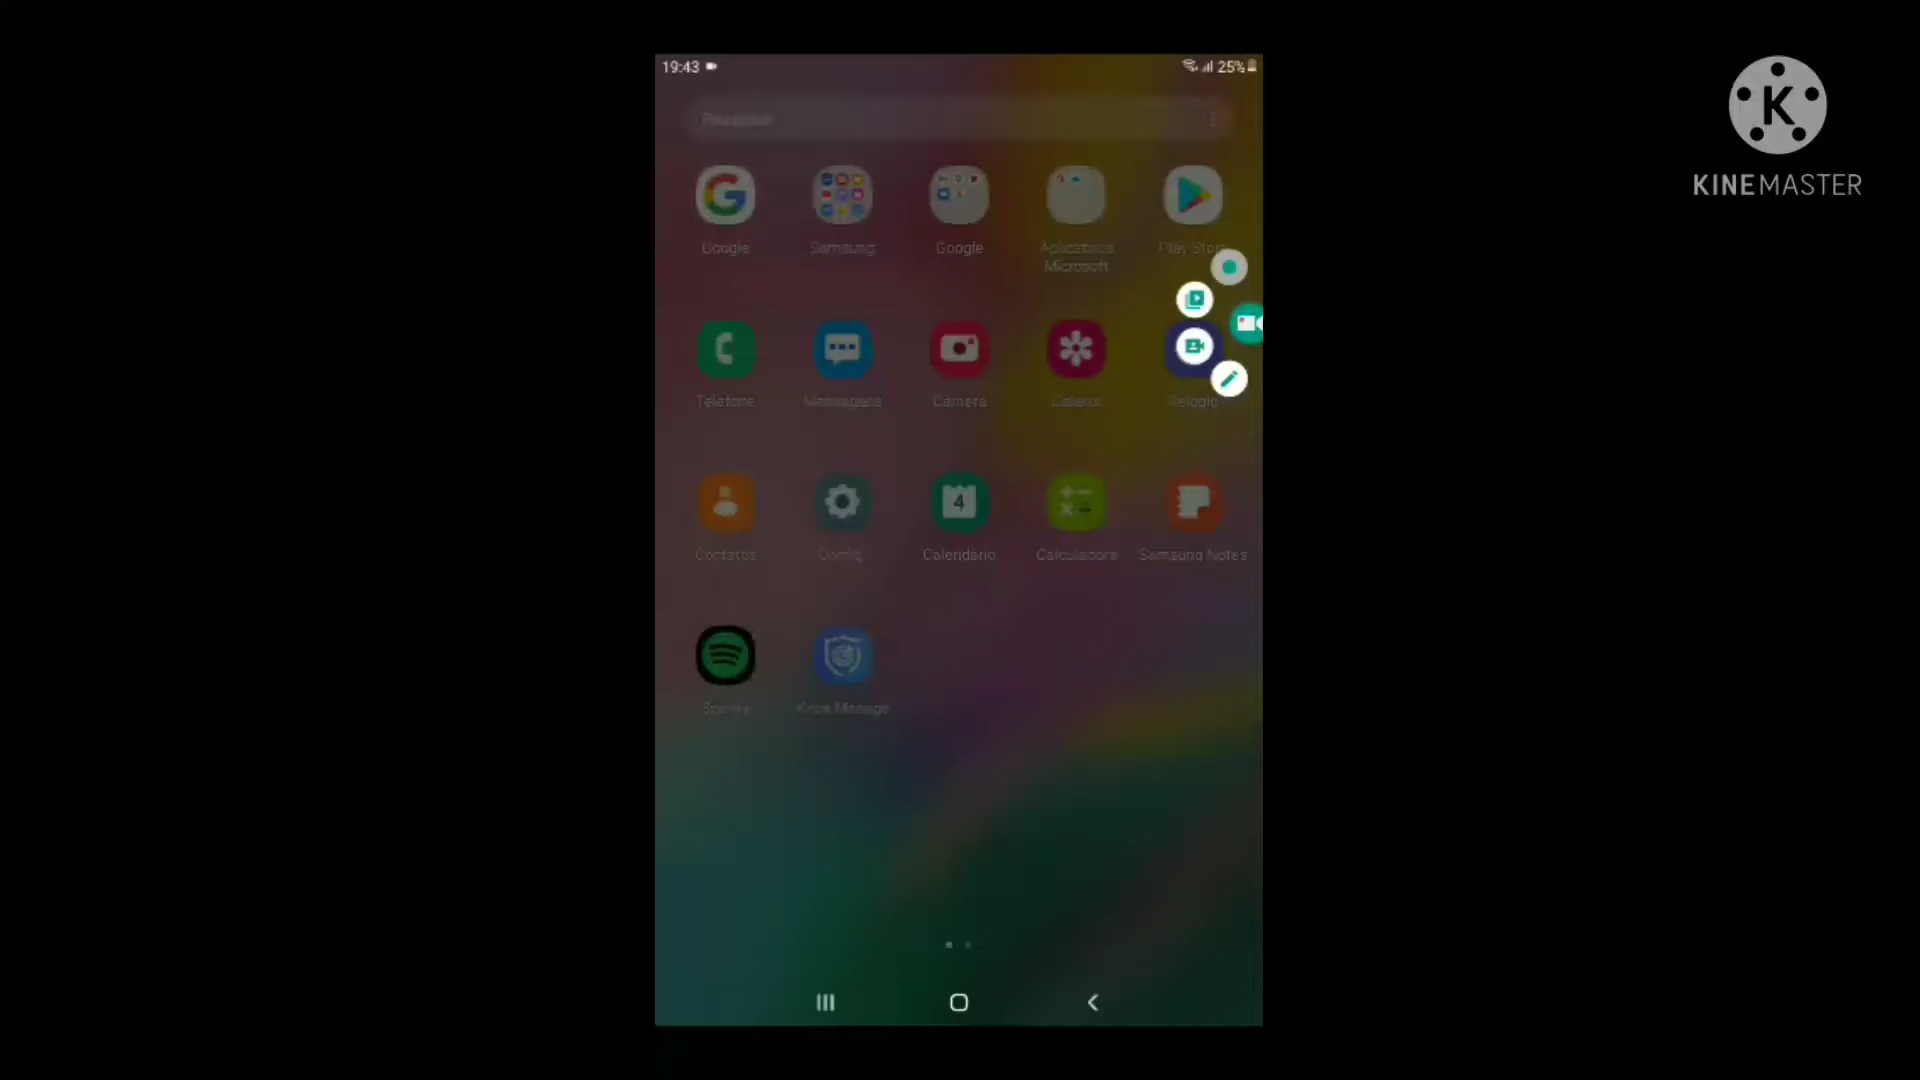 19:43
25%
Pesquisar
Google
Samsung
Google
Aplicativos
Microsoft
Play Store
Telefone
Mensagens
Câmera
Galeria
Relógio
Contatos
Config.
4
Calendário
Calculadora
Samsung Notes
Spotify
Knox Manage
K
KINEMASTER